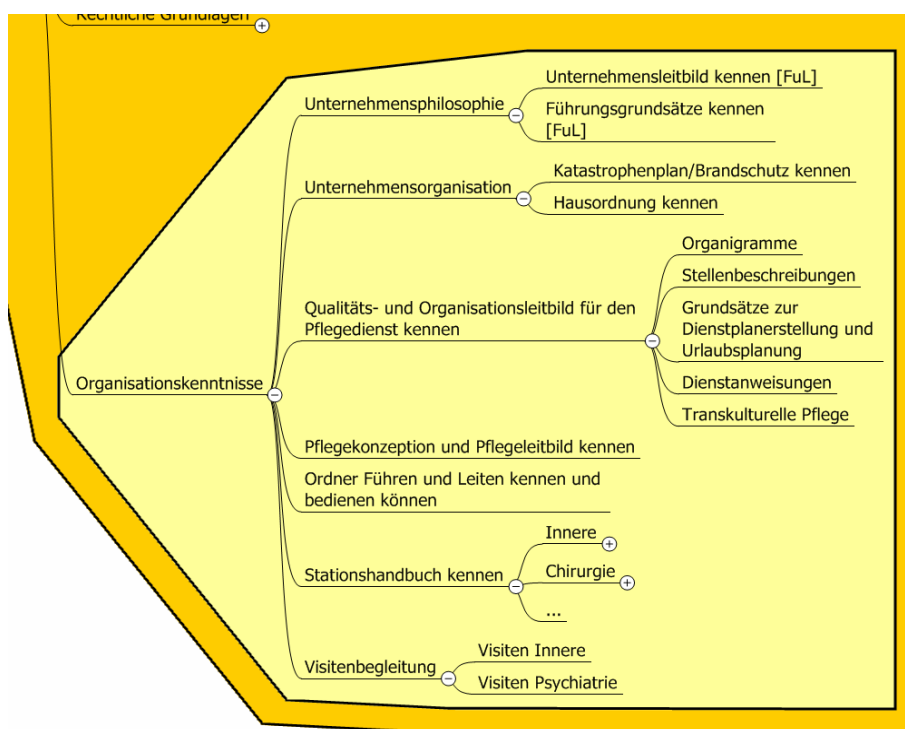 Rechtliche Grundlagen
Unternehmensphilosophie
Unternehmensleitbild kennen [FuL]
Führungsgrundsätze kennen
[FuL]
Unternehmensorganisation
Katastrophenplan/Brandschutz kennen
Hausordnung kennen
Qualitäts- und Organisationsleitbild für den
Pflegedienst kennen
Organigramme
Stellenbeschreibungen
Grundsätze zur
Dienstplanerstellung und
Urlaubsplanung
Dienstanweisungen
Transkulturelle Pflege
Organisationskenntnisse
Pflegekonzeption und Pflegeleitbild kennen
Ordner Führen und Leiten kennen und
bedienen können
Stationshandbuch kennen
Innere
Chirurgie
...
Visitenbegleitung
Visiten Innere
Visiten Psychiatrie